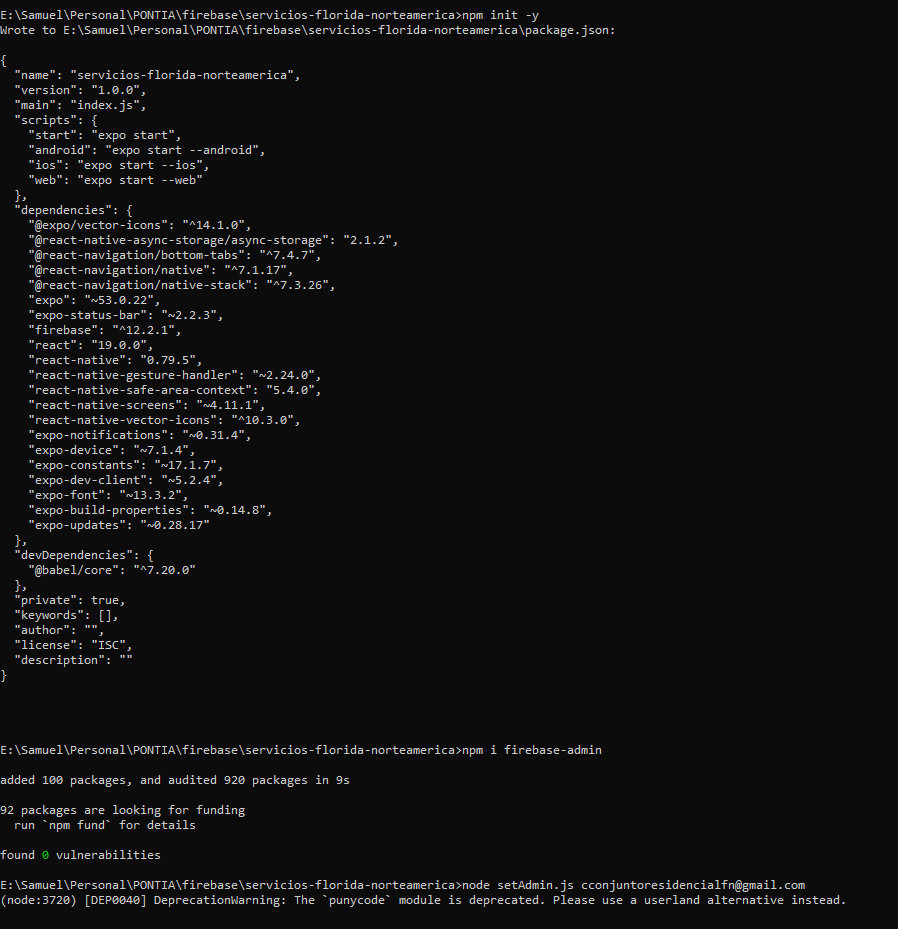 E:\Samuel\Personal\PONTIA\firebase\servicios-florida-norteamerica>npm init -y
Wrote to E:\Samuel\Personal\PONTIA\firebase\servicios-florida-norteamerica\package.json:
{
  "name": "servicios-florida-norteamerica",
  "version": "1.0.0",
  "main": "index.js",
  "scripts": {
    "start": "expo start",
    "android": "expo start --android",
    "ios": "expo start --ios",
    "web": "expo start --web"
  },
  "dependencies": {
    "@expo/vector-icons": "^14.1.0",
    "@react-native-async-storage/async-storage": "2.1.2",
    "@react-navigation/bottom-tabs": "^7.4.7",
    "@react-navigation/native": "^7.1.17",
    "@react-navigation/native-stack": "^7.3.26",
    "expo": "~53.0.22",
    "expo-status-bar": "~2.2.3",
    "firebase": "^12.2.1",
    "react": "19.0.0",
    "react-native": "0.79.5",
    "react-native-gesture-handler": "~2.24.0",
    "react-native-safe-area-context": "5.4.0",
    "react-native-screens": "~4.11.1",
    "react-native-vector-icons": "^10.3.0",
    "expo-notifications": "~0.31.4",
    "expo-device": "~7.1.4",
    "expo-constants": "~17.1.7",
    "expo-dev-client": "~5.2.4",
    "expo-font": "~13.3.2",
    "expo-build-properties": "~0.14.8",
    "expo-updates": "~0.28.17"
  },
  "devDependencies": {
    "@babel/core": "^7.20.0"
  },
  "private": true,
  "keywords": [],
  "author": "",
  "license": "ISC",
  "description": ""
}
E:\Samuel\Personal\PONTIA\firebase\servicios-florida-norteamerica>npm i firebase-admin
added 100 packages, and audited 920 packages in 9s
92 packages are looking for funding
  run `npm fund` for details
found 0 vulnerabilities
E:\Samuel\Personal\PONTIA\firebase\servicios-florida-norteamerica>node setAdmin.js cconjuntoresidencialfn@gmail.com
(node:3720) [DEP0040] DeprecationWarning: The `punycode` module is deprecated. Please use a userland alternative instead.